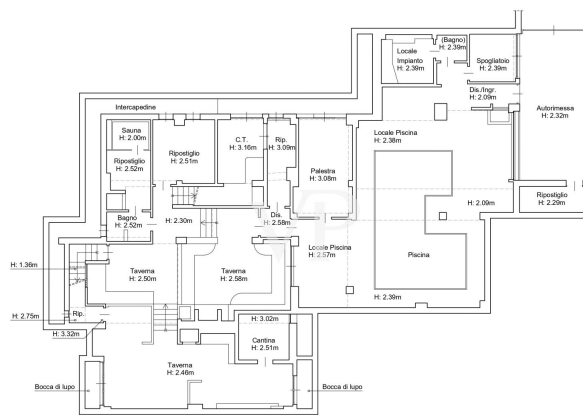 (Bagno)
H: 2.39m
Locale
Impianto
H: 2.39m
Spogliatoio
H: 2.39m
Dis./Ingr.
H: 2.09m
Autorimessa
H: 2.32m
Intercapedine
Sauna
H: 2.00m
Ripostiglio
H: 2.52m
Ripostiglio
H: 2.51m
C.T.
H: 3.16m
Rip.
H: 3.09m
Palestra
H: 3.08m
Locale Piscina
H: 2.38m
Ripostiglio
H: 2.29m
H: 2.09m
Bagno
H: 2.52m
H: 2.30m
Dis.
H: 2.58m
Locale Piscina
H: 2.57m
Piscina
H: 2.39m
H: 1.36m
Taverna
H: 2.50m
Taverna
H: 2.58m
H: 2.75m
Rip.
H: 3.32m
H: 3.02m
Cantina
H: 2.51m
Taverna
H: 2.46m
Bocca di lupo
Bocca di lupo